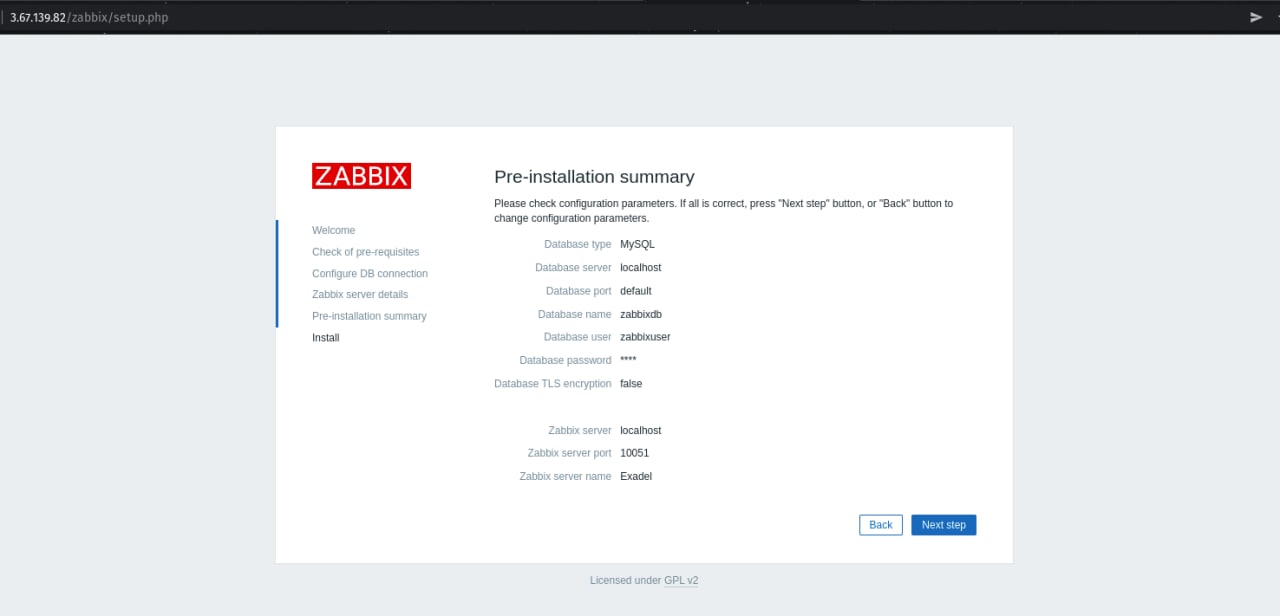 3.67.139.82/zabbix/setup.php
ZABBIX
Welcome
Check of pre-requisites
Configure DB connection
Zabbix server details
Pre-installation summary
Install
Pre-installation summary
Please check configuration parameters. If all is correct, press "Next step" button, or "Back" button to
change configuration parameters.
Database type MySQL
Database server localhost
Database port default
Database name zabbixdb
Database user zabbixuser
Database password ****
Database TLS encryption false
Zabbix server localhost
Zabbix server port 10051
Zabbix server name Exadel
Back Next step
Licensed under GPL v2